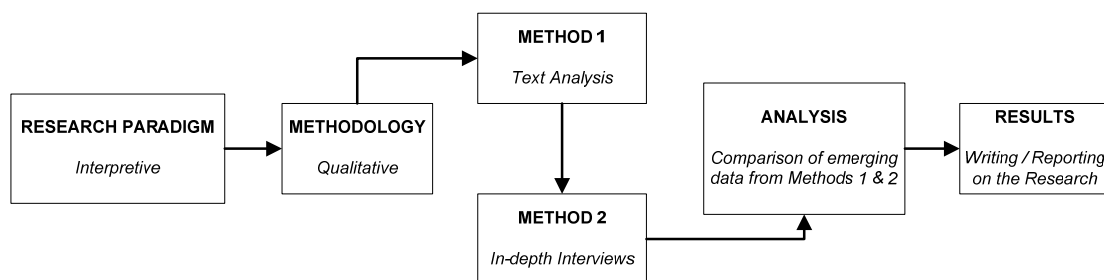 RESEARCH PARADIGM
Interpretive
METHODOLOGY
Qualitative
METHOD 1
Text Analysis
METHOD 2
In-depth Interviews
ANALYSIS
Comparison of emerging
data from Methods 1 & 2
RESULTS
Writing / Reporting
on the Research